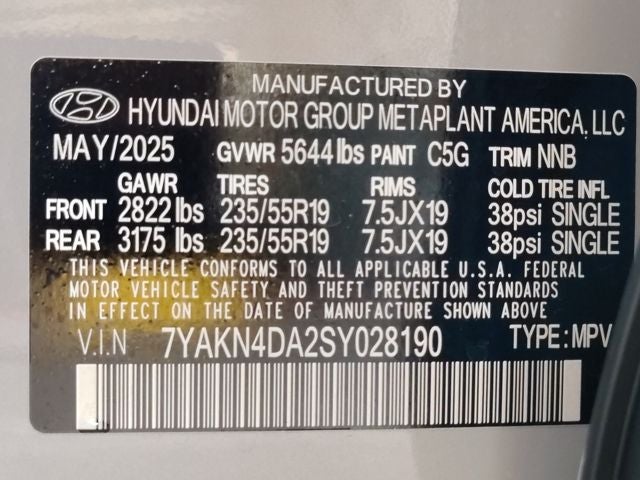 MANUFACTURED BY
HYUNDAI MOTOR GROUP METAPLANT AMERICA, LLC
MAY/2025 GVWR 5644 lbs PAINT C5G TRIM NNB
GAWR TIRES RIMS COLD TIRE INFL
FRONT 2822 lbs 235/55R19 7.5JX19 38psi SINGLE
REAR 3175 lbs 235/55R19 7.5JX19 38psi SINGLE
THIS VEHICLE CONFORMS TO ALL APPLICABLE U.S.A. FEDERAL
MOTOR VEHICLE SAFETY AND THEFT PREVENTION STANDARDS
IN EFFECT ON THE DATE OF MANUFACTURE SHOWN ABOVE
V.I.N 7YAKN4DA2SY028190 TYPE: MPV